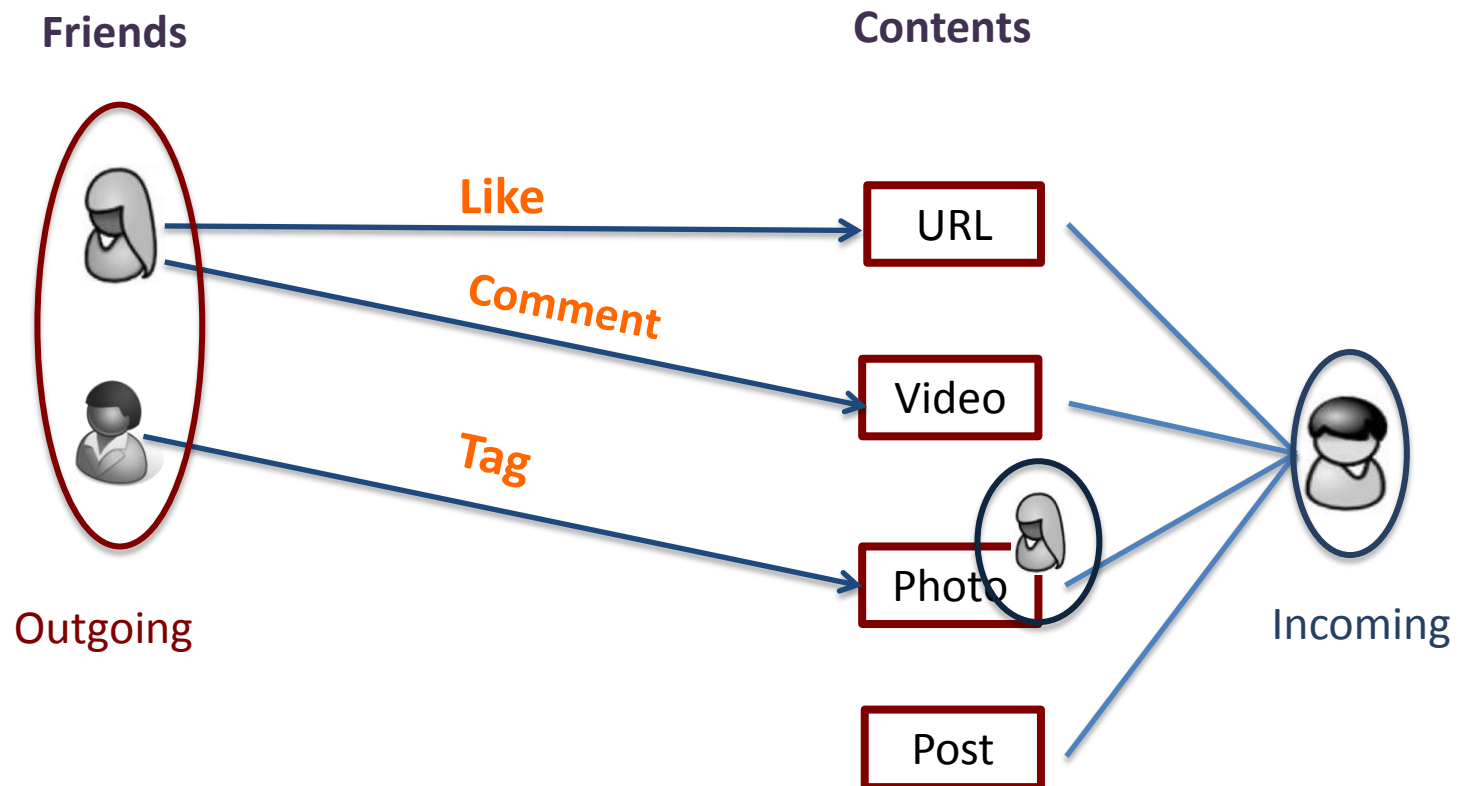 Friends
Contents
Like
URL
Comment
Video
Tag
Photo
Outgoing
Incoming
Post